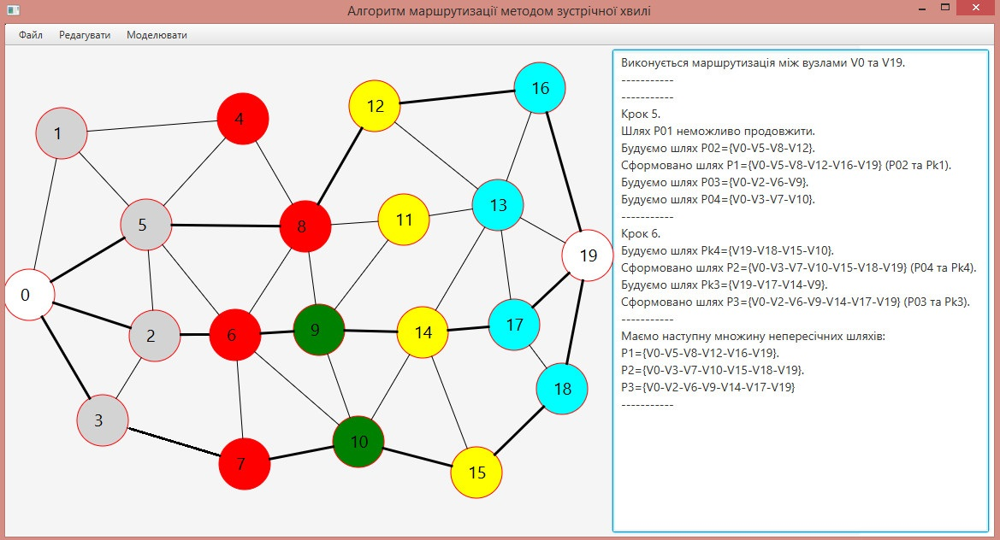 Алгоритм маршрутизації методом зустрічної хвилі
Файл Редагувати Моделювати
Виконується маршрутизація між вузлами V0 та V19.
-----------
-----------
Крок 5.
Шлях P01 неможливо продовжити.
Будуємо шлях P02={V0-V5-V8-V12}.
Сформовано шлях P1={V0-V5-V8-V12-V16-V19} (P02 та Pk1).
Будуємо шлях P03={V0-V2-V6-V9}.
Будуємо шлях P04={V0-V3-V7-V10}.
-----------
Крок 6.
Будуємо шлях Pk4={V19-V18-V15-V10}.
Сформовано шлях P2={V0-V3-V7-V10-V15-V18-V19} (P04 та Pk4).
Будуємо шлях Pk3={V19-V17-V14-V9}.
Сформовано шлях P3={V0-V2-V6-V9-V14-V17-V19} (P03 та Pk3).
-----------
Маємо наступну множину непересічних шляхів:
P1={V0-V5-V8-V12-V16-V19}.
P2={V0-V3-V7-V10-V15-V18-V19}.
P3={V0-V2-V6-V9-V14-V17-V19}
-----------
16
12
4
1
13
11
5
8
19
0
17
9
14
6
2
18
3
10
7
15